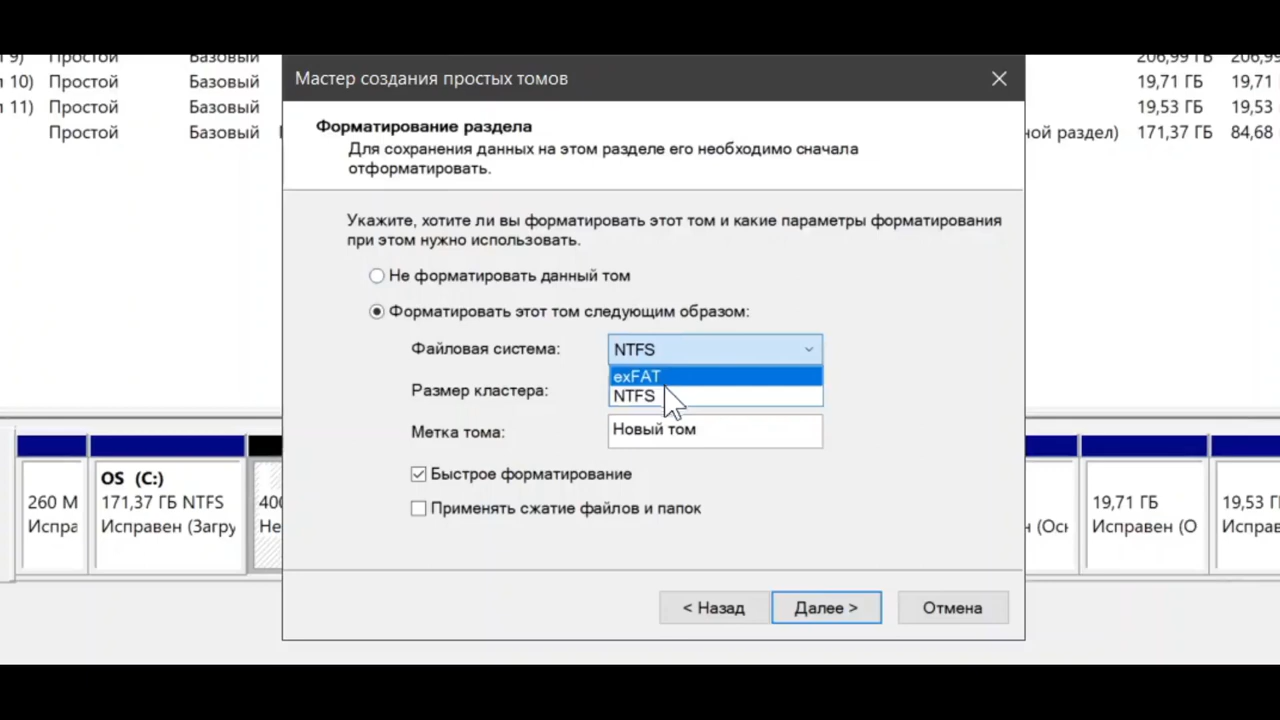 Мастер создания простых томов
Простой Базовый 206,99 ГБ
10) Простой Базовый 19,71 ГБ 19,71
11) Простой Базовый 19,53 ГБ 19,53
Простой Базовый раздел) 171,37 ГБ 84,68
Форматирование раздела
Для сохранения данных на этом разделе его необходимо сначала
отформатировать.
Укажите, хотите ли вы форматировать этот том и какие параметры форматирования
при этом нужно использовать.
Не форматировать данный том
Форматировать этот том следующим образом:
Файловая система: NTFS
exFAT
Размер кластера: NTFS
Метка тома: Новый том
Быстрое форматирование
Применять сжатие файлов и папок
< Назад Далее > Отмена
OS (C:)
260 М 171,37 ГБ NTFS 400 19,71 ГБ 19,53 Г
Испра Исправен (Загру Не (Осн Исправен (О Исправ